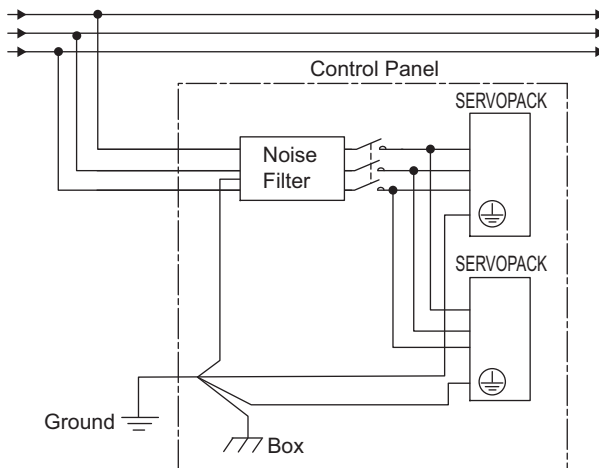 Control Panel
SERVOPACK
Noise
Filter
SERVOPACK
Ground
Box